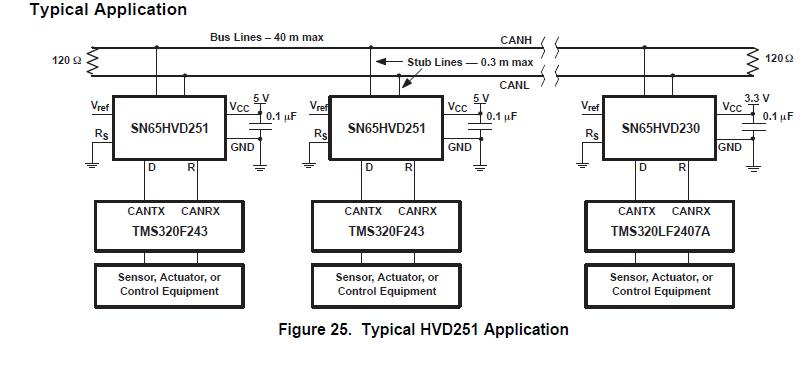 Typical Application
Bus Lines – 40 m max
CANH
120 Ω
Stub Lines — 0.3 m max
120 Ω
CANL
Vref
VCC
5 V
0.1 µF
SN65HVD251
RS
GND
D
R
Vref
VCC
5 V
0.1 µF
SN65HVD251
RS
GND
D
R
Vref
VCC
3.3 V
0.1 µF
SN65HVD230
RS
GND
D
R
CANTX CANRX
TMS320F243
CANTX CANRX
TMS320F243
CANTX CANRX
TMS320LF2407A
Sensor, Actuator, or
Control Equipment
Sensor, Actuator, or
Control Equipment
Sensor, Actuator, or
Control Equipment
Figure 25. Typical HVD251 Application